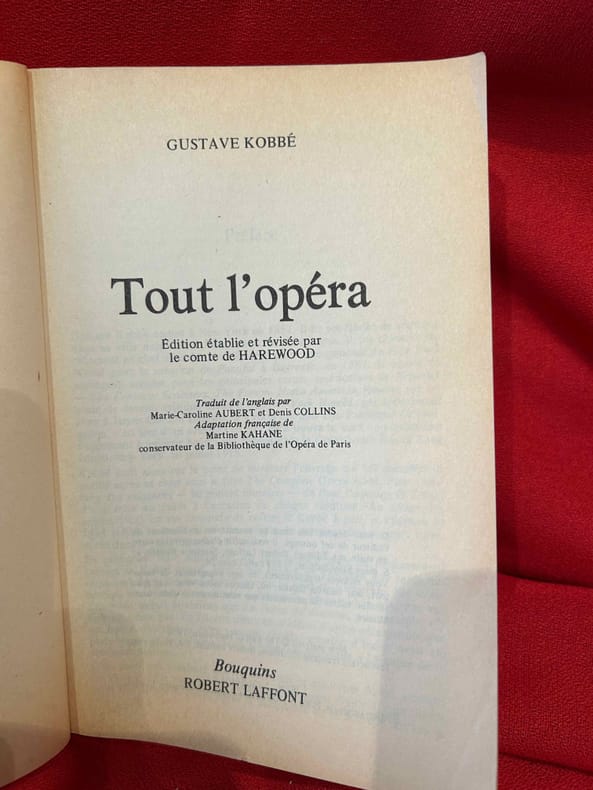 GUSTAVE KOBBÉ
Tout l'opéra
Édition établie et révisée par
le comte de HAREWOOD
Traduit de l'anglais par
Marie-Caroline AUBERT et Denis COLLINS
Adaptation française de
Martine KAHANE
conservateur de la Bibliothèque de l'Opéra de Paris
Bouquins
ROBERT LAFFONT